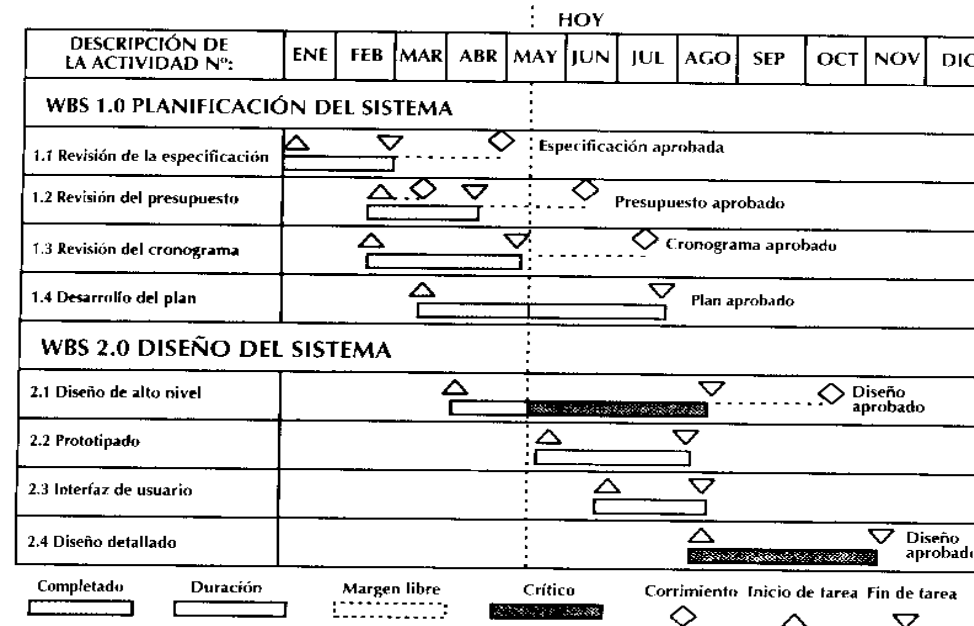 HOY
DESCRIPCIÓN DE
LA ACTIVIDAD Nº:
ENE FEB MAR ABR MAY JUN JUL AGO SEP OCT NOV DIC
WBS 1.0 PLANIFICACIÓN DEL SISTEMA
1.1 Revisión de la especificación
Especificación aprobada
1.2 Revisión del presupuesto
Presupuesto aprobado
1.3 Revisión del cronograma
Cronograma aprobado
1.4 Desarrollo del plan
Plan aprobado
WBS 2.0 DISEÑO DEL SISTEMA
2.1 Diseño de alto nivel
Diseño
aprobado
2.2 Prototipado
2.3 Interfaz de usuario
2.4 Diseño detallado
Diseño
aprobado
Completado Duración Margen libre Crítico Corrimiento Inicio de tarea Fin de tarea